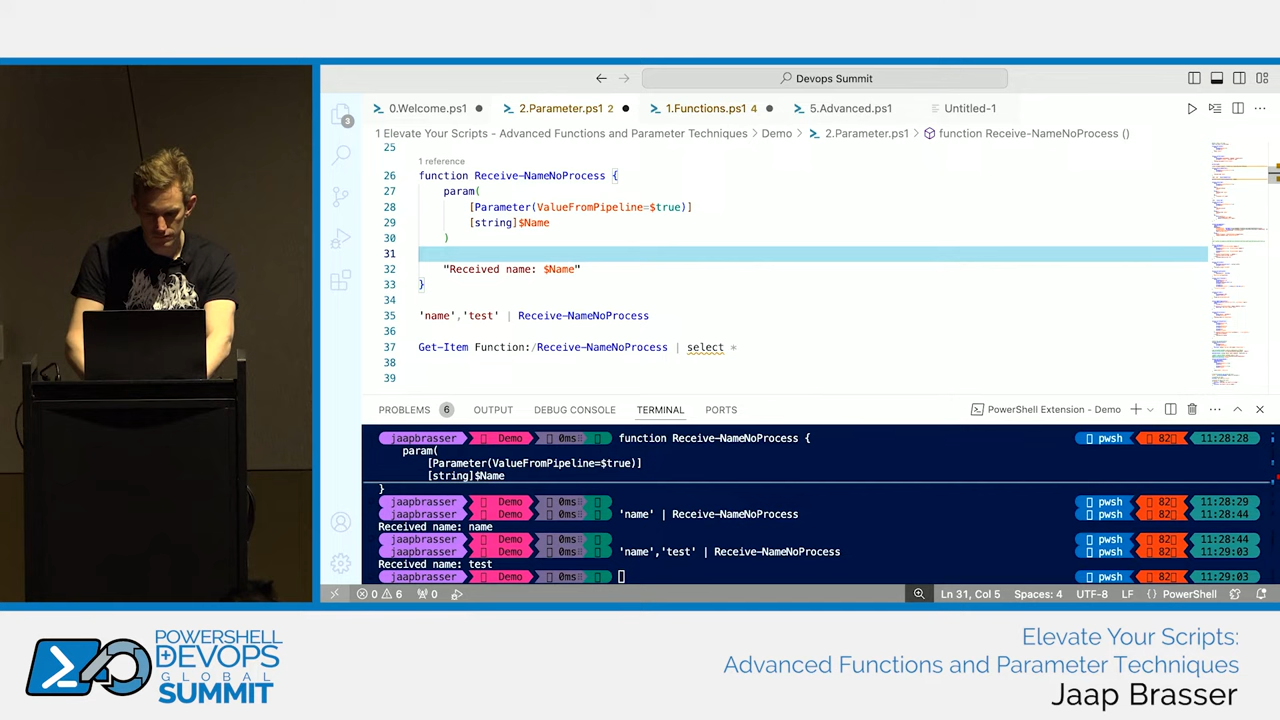 Devops Summit
0.Welcome.ps1
2.Parameter.ps1 2
1.Functions.ps1 4
5.Advanced.ps1
Untitled-1
3
1 Elevate Your Scripts - Advanced Functions and Parameter Techniques > Demo > 2.Parameter.ps1 > function Receive-NameNoProcess ()
25
1 reference
26 function Receive-NameNoProcess {
27 param(
28 [Parameter(ValueFromPipeline=$true)]
29 [string]$Name
30
31
32 "Received name: $Name"
33 }
34
35 'name','test' | Receive-NameNoProcess
36
37 Get-Item Function:/Receive-NameNoProcess | select *
38
39
PROBLEMS 6 OUTPUT DEBUG CONSOLE TERMINAL PORTS
PowerShell Extension - Demo
jaapbrasser Demo 0ms function Receive-NameNoProcess { pwsh 82 11:28:28
param(
[Parameter(ValueFromPipeline=$true)]
[string]$Name
}
jaapbrasser Demo 0ms pwsh 82 11:28:29
jaapbrasser Demo 0ms 'name' | Receive-NameNoProcess pwsh 82 11:28:44
Received name: name
jaapbrasser Demo 0ms pwsh 82 11:28:44
jaapbrasser Demo 0ms 'name','test' | Receive-NameNoProcess pwsh 82 11:29:03
Received name: test
jaapbrasser Demo 0ms pwsh 82 11:29:03
0 6 0 Ln 31, Col 5 Spaces: 4 UTF-8 LF { } PowerShell
POWERSHELL
DEVOPS
GLOBAL
SUMMIT
Elevate Your Scripts:
Advanced Functions and Parameter Techniques
Jaap Brasser